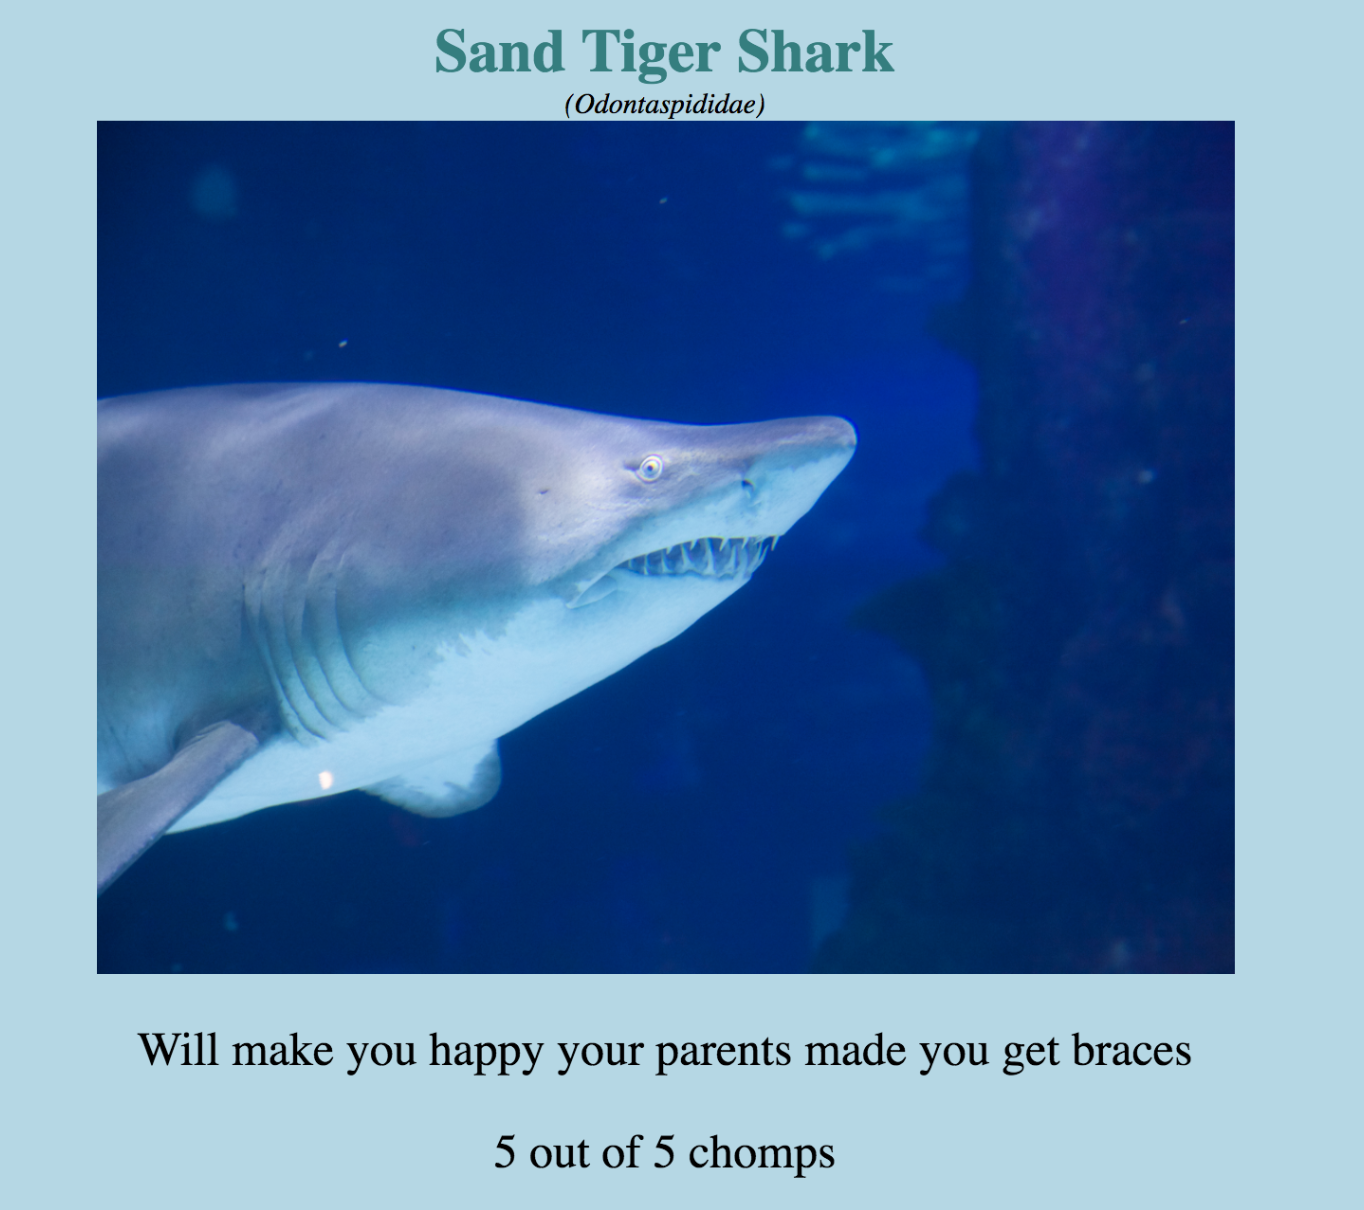 Sand Tiger Shark
(Odontaspididae)
Will make you happy your parents made you get braces
5 out of 5 chomps